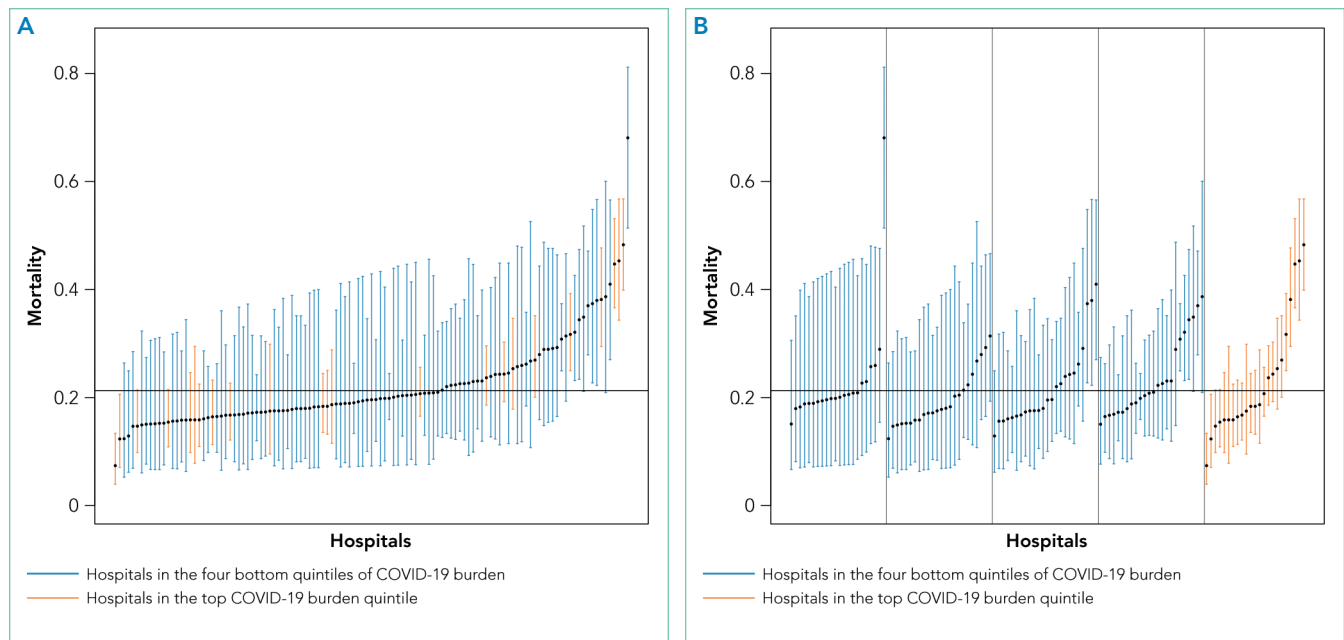 A
0.8
0.6
0.4
0.2
0
Mortality
Hospitals
Hospitals in the four bottom quintiles of COVID-19 burden
Hospitals in the top COVID-19 burden quintile
B
0.8
0.6
0.4
0.2
0
Mortality
Hospitals
Hospitals in the four bottom quintiles of COVID-19 burden
Hospitals in the top COVID-19 burden quintile